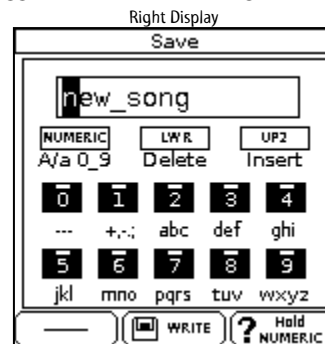 Right Display
Save
new_song
NUMERIC LWR UP2
A/a 0_9 Delete Insert
0 1 2 3 4
--- +,-.; abc def ghi
5 6 7 8 9
jkl mno pqrs tuv wxyz
WRITE ? Hold NUMERIC